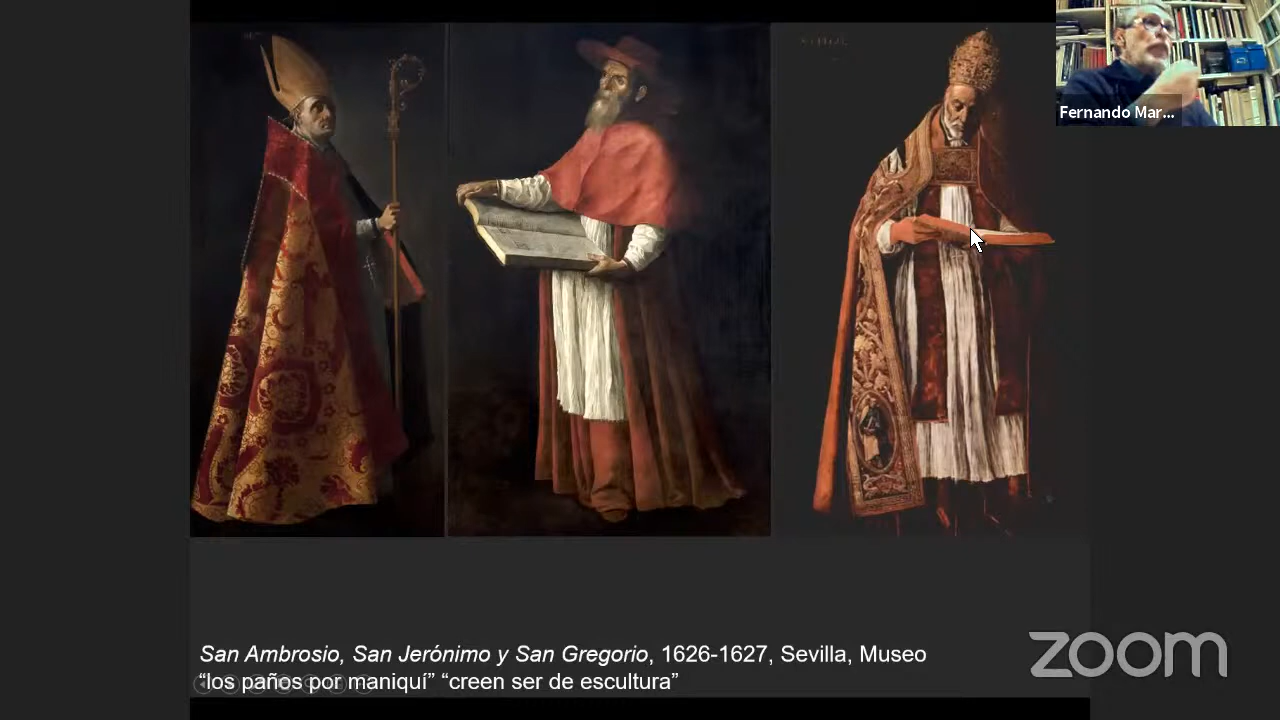 Fernando Mar...
San Ambrosio, San Jerónimo y San Gregorio, 1626-1627, Sevilla, Museo
“los paños por maniquí” “creen ser de escultura”
zoom